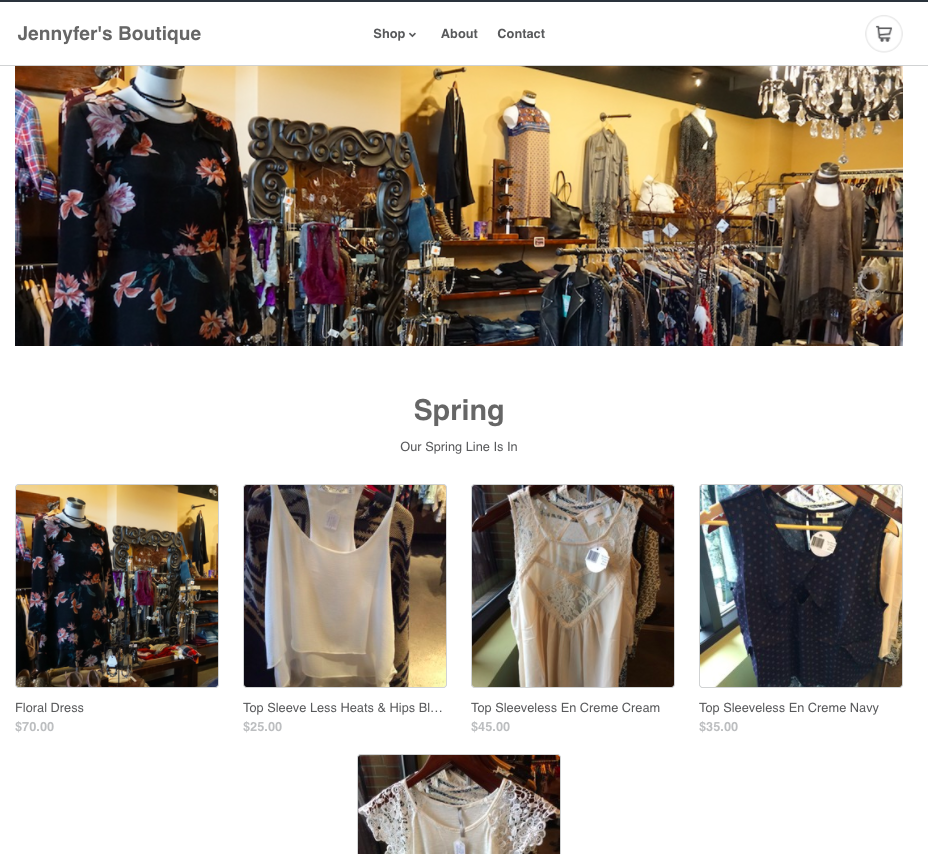 Jennyfer's Boutique
Shop
About
Contact
Spring
Our Spring Line Is In
Floral Dress
$70.00
Top Sleeve Less Heats & Hips Bl...
$25.00
Top Sleeveless En Creme Cream
$45.00
Top Sleeveless En Creme Navy
$35.00